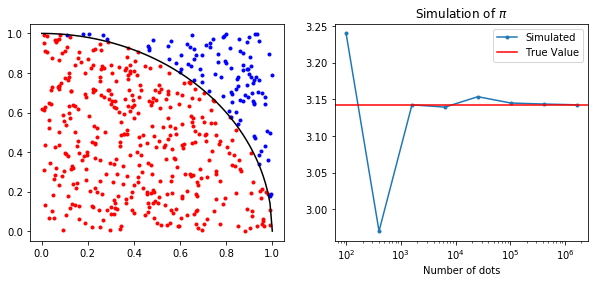 1.0
0.8
0.6
0.4
0.2
0.0
0.0 0.2 0.4 0.6 0.8 1.0
Simulation of π
3.25
3.20
3.15
3.10
3.05
3.00
Simulated
True Value
10² 10³ 10⁴ 10⁵ 10⁶
Number of dots